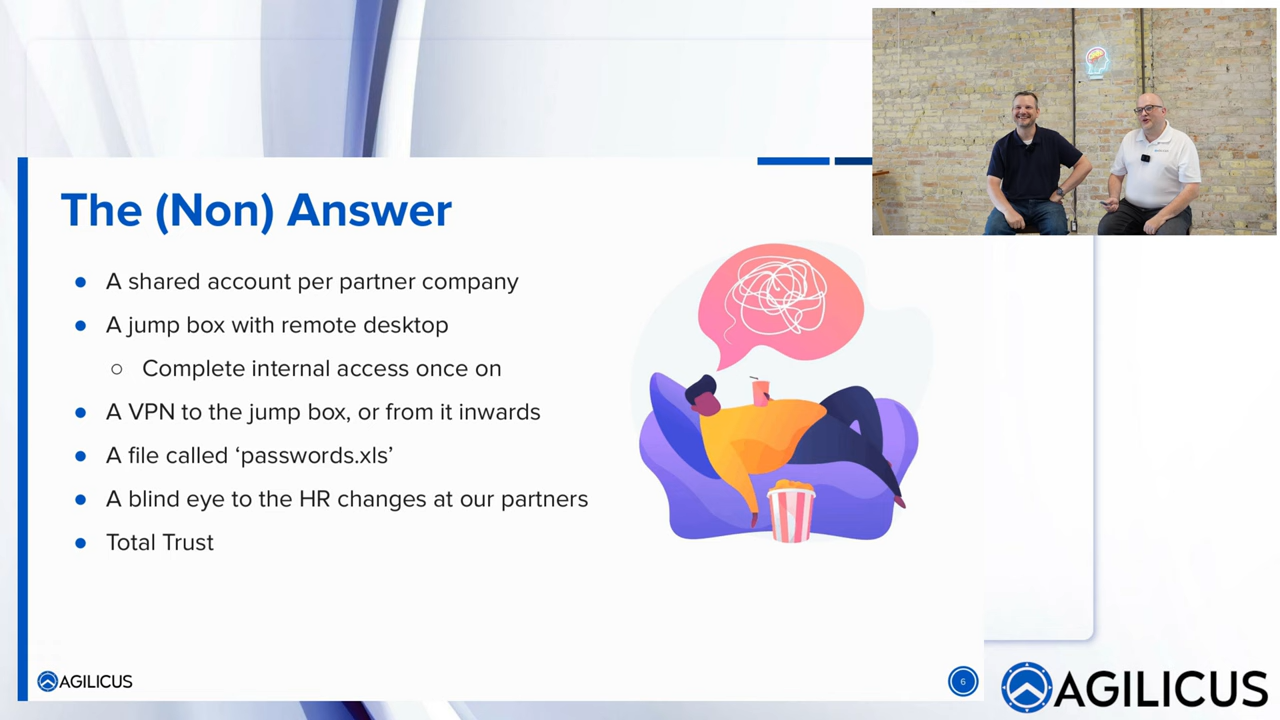 The (Non) Answer
● A shared account per partner company
● A jump box with remote desktop
○ Complete internal access once on
● A VPN to the jump box, or from it inwards
● A file called ‘passwords.xls’
● A blind eye to the HR changes at our partners
● Total Trust
AGILICUS
6
AGILICUS